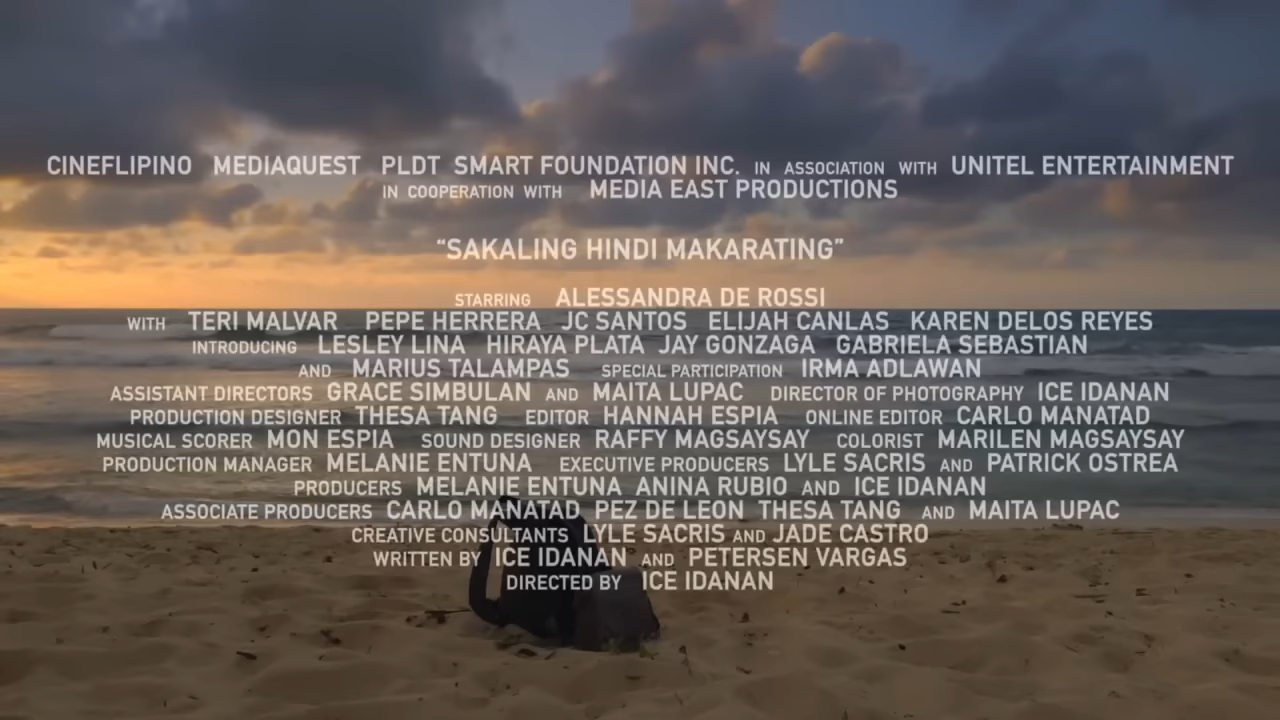 CINEFLIPINO MEDIAQUEST PLDT SMART FOUNDATION INC. IN ASSOCIATION WITH UNITEL ENTERTAINMENT
IN COOPERATION WITH MEDIA EAST PRODUCTIONS
“SAKALING HINDI MAKARATING”
STARRING ALESSANDRA DE ROSSI
WITH TERI MALVAR PEPE HERRERA JC SANTOS ELIJAH CANLAS KAREN DELOS REYES
INTRODUCING LESLEY LINA HIRAYA PLATA JAY GONZAGA GABRIELA SEBASTIAN
AND MARIUS TALAMPAS SPECIAL PARTICIPATION IRMA ADLAWAN
ASSISTANT DIRECTORS GRACE SIMBULAN AND MAITA LUPAC DIRECTOR OF PHOTOGRAPHY ICE IDANAN
PRODUCTION DESIGNER THESA TANG EDITOR HANNAH ESPIA ONLINE EDITOR CARLO MANATAD
MUSICAL SCORER MON ESPIA SOUND DESIGNER RAFFY MAGSAYSAY COLORIST MARILEN MAGSAYSAY
PRODUCTION MANAGER MELANIE ENTUNA EXECUTIVE PRODUCERS LYLE SACRIS AND PATRICK OSTREA
PRODUCERS MELANIE ENTUNA ANINA RUBIO AND ICE IDANAN
ASSOCIATE PRODUCERS CARLO MANATAD PEZ DE LEON THESA TANG AND MAITA LUPAC
CREATIVE CONSULTANTS LYLE SACRIS AND JADE CASTRO
WRITTEN BY ICE IDANAN AND PETERSEN VARGAS
DIRECTED BY ICE IDANAN